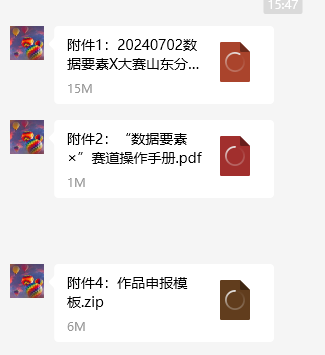 15:47
附件1：20240702数
据要素X大赛山东分...
15M
附件2：“数据要素
×”赛道操作手册.pdf
1M
附件4：作品申报模
板.zip
6M